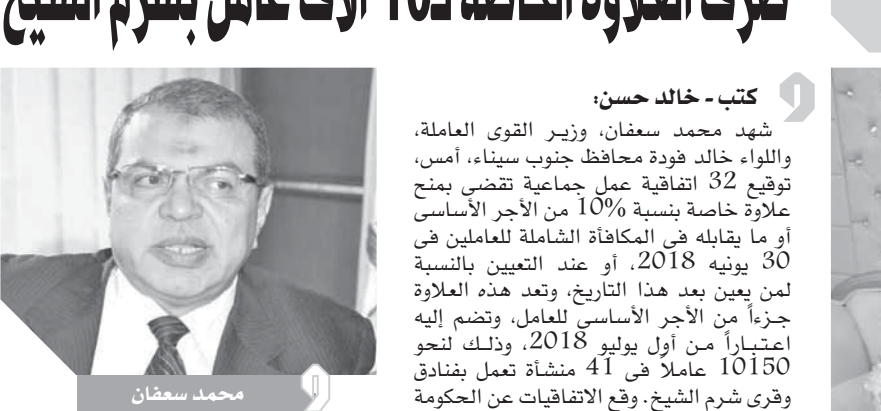 صرف العلاوة الخاصة لـ10 آلاف عامل بشرم الشيخ
كتب - خالد حسن:
شهد محمد سعفان، وزير القوى العاملة،
واللواء خالد فودة محافظ جنوب سيناء، أمس،
توقيع 32 اتفاقية عمل جماعية تقضى بمنح
علاوة خاصة بنسبة 10% من الأجر الأساسى
أو ما يقابله فى المكافأة الشاملة للعاملين فى
30 يونيه 2018، أو عند التعيين بالنسبة
لمن يعين بعد هذا التاريخ، وتعد هذه العلاوة
جزءاً من الأجر الأساسى للعامل، وتضم إليه
اعتباراً من أول يوليو 2018، وذلك لنحو
10150 عاملاً فى 41 منشأة تعمل بفنادق
وقرى شرم الشيخ. وقع الاتفاقيات عن الحكومة
محمد سعفان